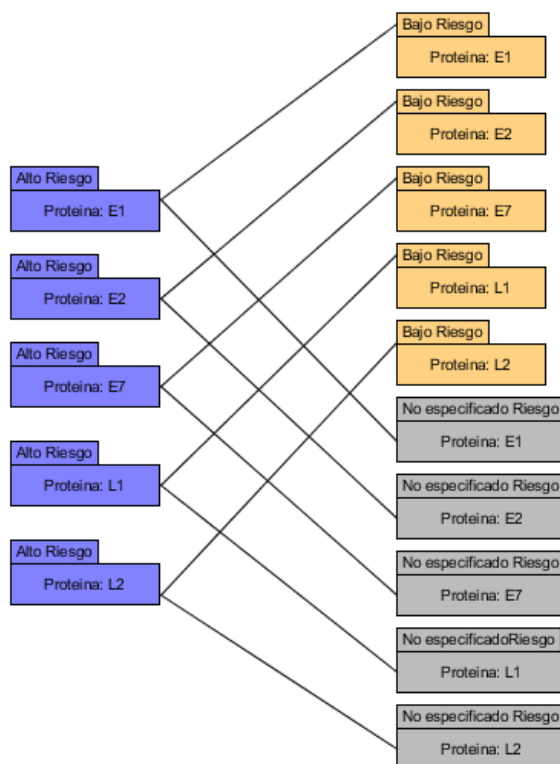 Alto Riesgo
Proteina: E1
Alto Riesgo
Proteina: E2
Alto Riesgo
Proteina: E7
Alto Riesgo
Proteina: L1
Alto Riesgo
Proteina: L2
Bajo Riesgo
Proteina: E1
Bajo Riesgo
Proteina: E2
Bajo Riesgo
Proteina: E7
Bajo Riesgo
Proteina: L1
Bajo Riesgo
Proteina: L2
No especificado Riesgo
Proteina: E1
No especificado Riesgo
Proteina: E2
No especificado Riesgo
Proteina: E7
No especificadoRiesgo
Proteina: L1
No especificado Riesgo
Proteina: L2